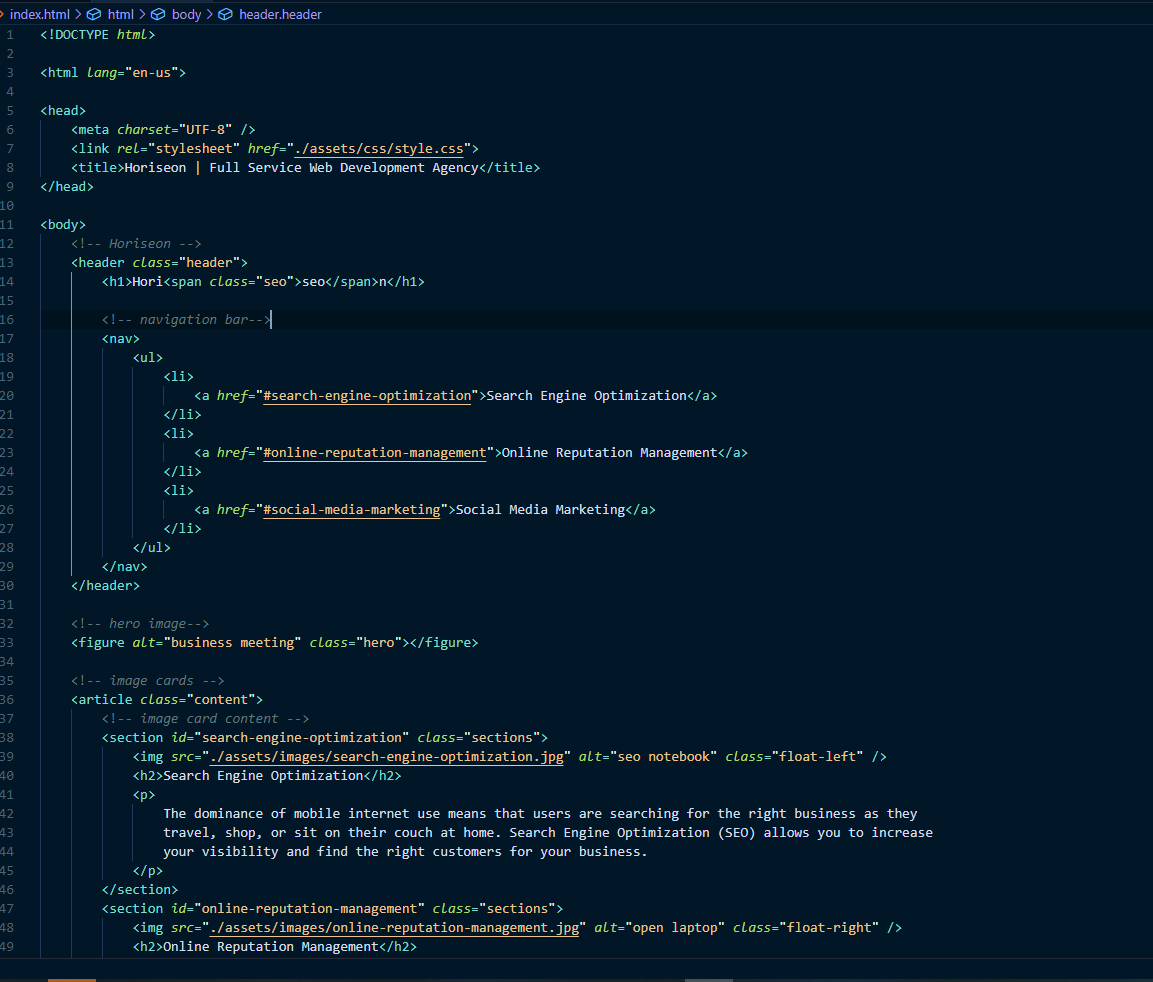 index.html > html > body > header.header
1 <!DOCTYPE html>
2
3 <html lang="en-us">
4
5 <head>
6     <meta charset="UTF-8" />
7     <link rel="stylesheet" href="./assets/css/style.css">
8     <title>Horiseon | Full Service Web Development Agency</title>
9 </head>
10
11 <body>
12     <!-- Horiseon -->
13     <header class="header">
14         <h1>Hori<span class="seo">seo</span>n</h1>
15
16         <!-- navigation bar-->
17         <nav>
18             <ul>
19                 <li>
20                     <a href="#search-engine-optimization">Search Engine Optimization</a>
21                 </li>
22                 <li>
23                     <a href="#online-reputation-management">Online Reputation Management</a>
24                 </li>
25                 <li>
26                     <a href="#social-media-marketing">Social Media Marketing</a>
27                 </li>
28             </ul>
29         </nav>
30     </header>
31
32     <!-- hero image-->
33     <figure alt="business meeting" class="hero"></figure>
34
35     <!-- image cards -->
36     <article class="content">
37         <!-- image card content -->
38         <section id="search-engine-optimization" class="sections">
39             <img src="./assets/images/search-engine-optimization.jpg" alt="seo notebook" class="float-left" />
40             <h2>Search Engine Optimization</h2>
41             <p>
42                 The dominance of mobile internet use means that users are searching for the right business as they
43                 travel, shop, or sit on their couch at home. Search Engine Optimization (SEO) allows you to increase
44                 your visibility and find the right customers for your business.
45             </p>
46         </section>
47         <section id="online-reputation-management" class="sections">
48             <img src="./assets/images/online-reputation-management.jpg" alt="open laptop" class="float-right" />
49             <h2>Online Reputation Management</h2>